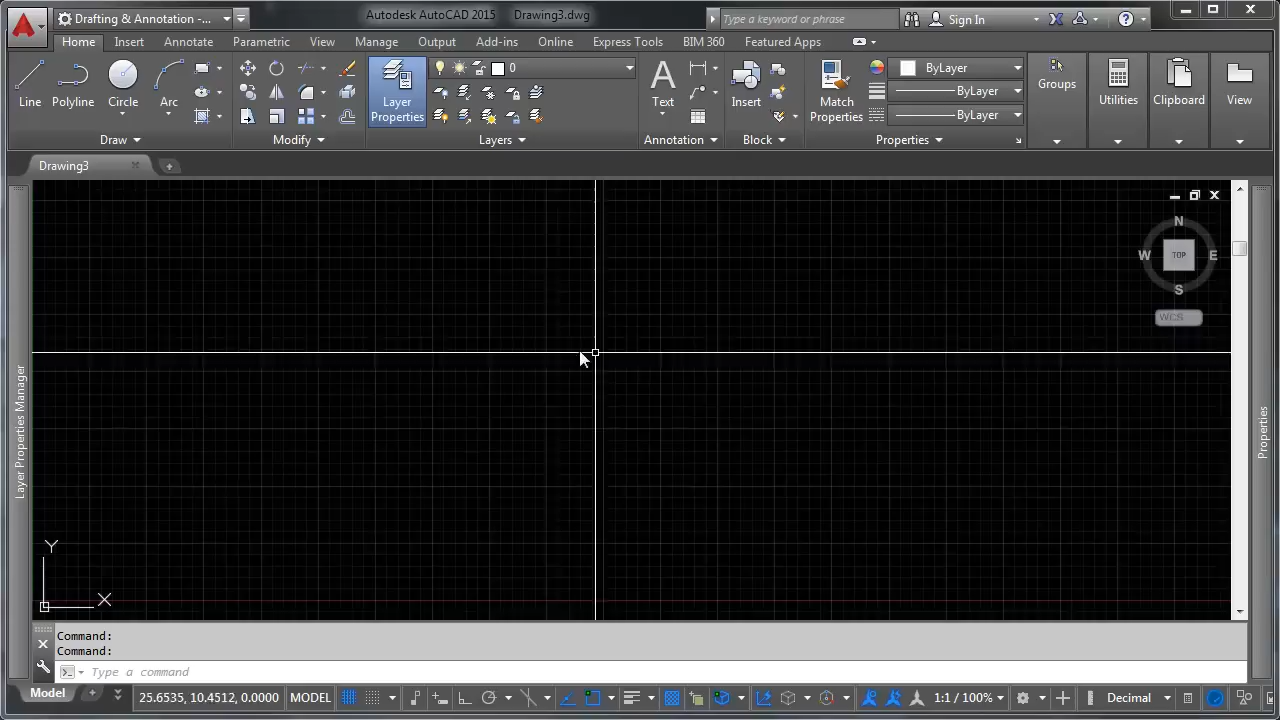 Drafting & Annotation -...
Autodesk AutoCAD 2015 Drawing3.dwg
Type a keyword or phrase
Sign In
Home Insert Annotate Parametric View Manage Output Add-ins Online Express Tools BIM 360 Featured Apps
Line
Polyline
Circle
Arc
Draw
Modify
Layer
Properties
0
Layers
Text
Annotation
Insert
Block
Match
Properties
ByLayer
ByLayer
ByLayer
Properties
Groups
Utilities
Clipboard
View
Drawing3
N
W TOP E
S
WCS
Layer Properties Manager
Properties
Y
X
Command:
Command:
Type a command
Model
25.6535, 10.4512, 0.0000 MODEL
1:1 / 100%
Decimal